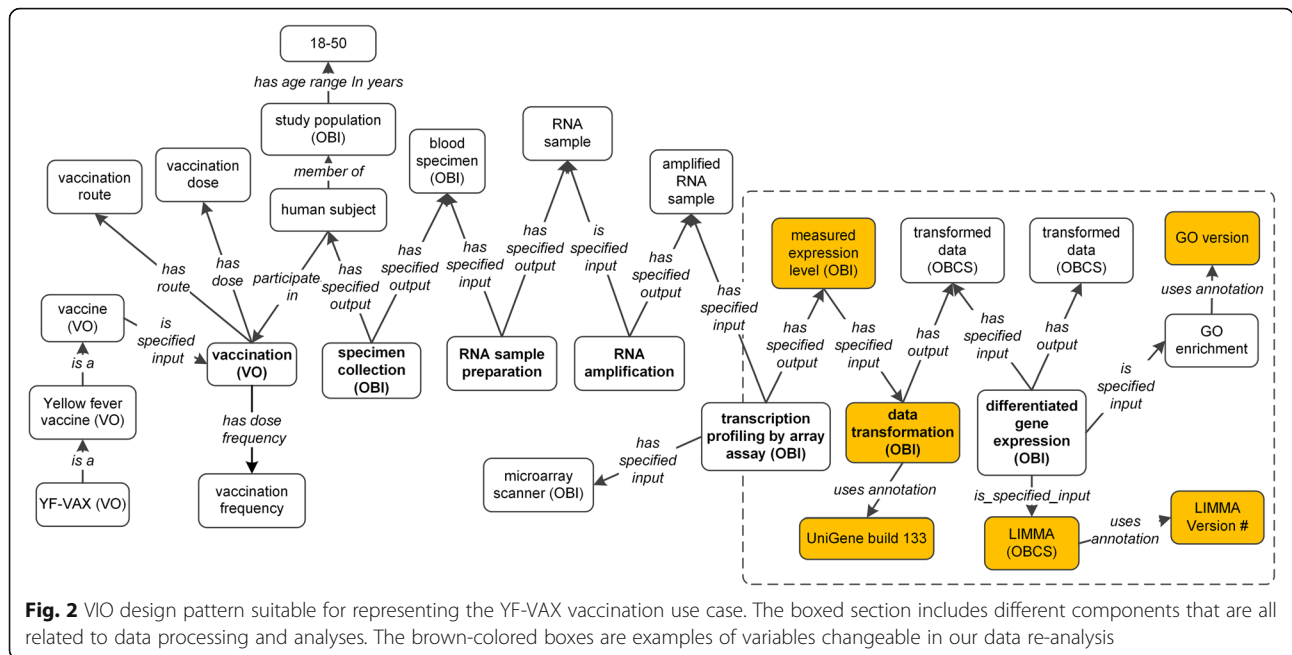 18-50
has age range In years
study population
(OBI)
member of
human subject
vaccination
route
vaccination
dose
blood
specimen
(OBI)
RNA
sample
amplified
RNA
sample
has
route
has
dose
participate
in
has
specified
output
has
specified
output
has
specified
input
has
specified
output
is
specified
input
has
specified
output
has
specified
input
vaccine
(VO)
is
specified
input
is a
Yellow fever
vaccine (VO)
is a
YF-VAX (VO)
vaccination
(VO)
has dose
frequency
vaccination
frequency
specimen
collection
(OBI)
RNA sample
preparation
RNA
amplification
measured
expression
level (OBI)
transformed
data
(OBCS)
transformed
data
(OBCS)
GO version
uses annotation
GO
enrichment
has
specified
output
has
specified
input
has
output
has
specified
input
has
output
is
specified
input
transcription
profiling by array
assay (OBI)
has
specified
input
microarray
scanner (OBI)
data
transformation
(OBI)
uses annotation
UniGene build 133
differentiated
gene
expression
(OBI)
is_specified_input
LIMMA
(OBCS)
uses
annotation
LIMMA
Version #
Fig. 2 VIO design pattern suitable for representing the YF-VAX vaccination use case. The boxed section includes different components that are all
related to data processing and analyses. The brown-colored boxes are examples of variables changeable in our data re-analysis